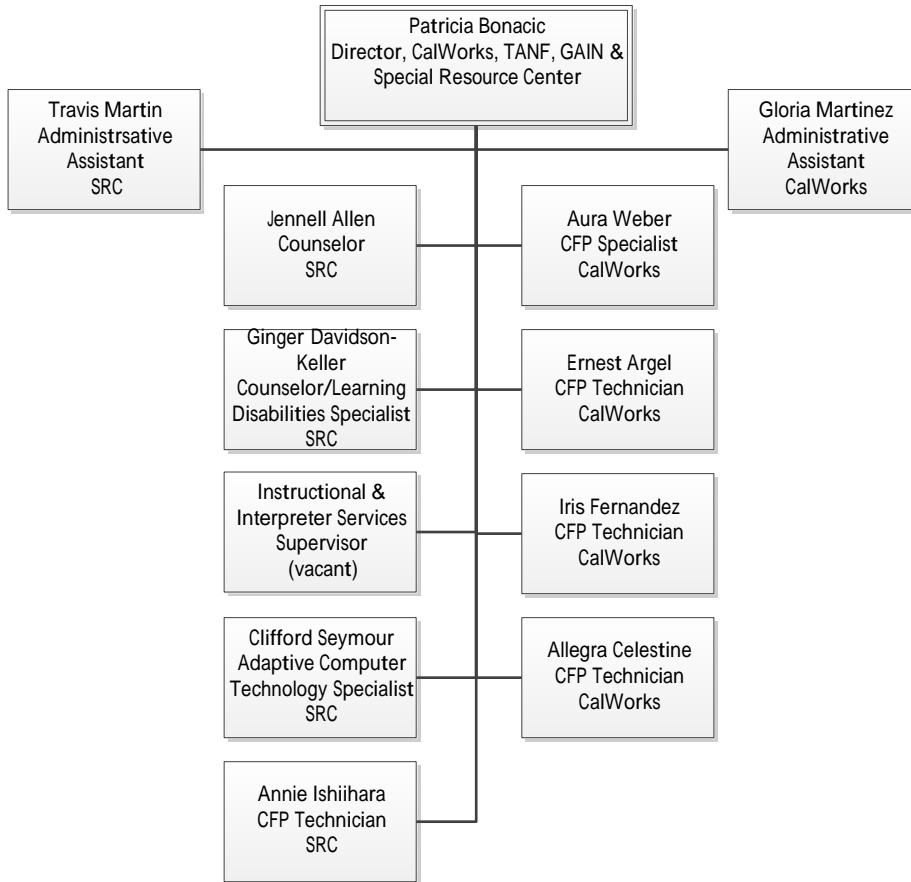 Patricia Bonacic
Director, CalWorks, TANF, GAIN &
Special Resource Center
Travis Martin
Administrsative
Assistant
SRC
Gloria Martinez
Administrative
Assistant
CalWorks
Jennell Allen
Counselor
SRC
Aura Weber
CFP Specialist
CalWorks
Ginger Davidson-
Keller
Counselor/Learning
Disabilities Specialist
SRC
Ernest Argel
CFP Technician
CalWorks
Instructional &
Interpreter Services
Supervisor
(vacant)
Iris Fernandez
CFP Technician
CalWorks
Clifford Seymour
Adaptive Computer
Technology Specialist
SRC
Allegra Celestine
CFP Technician
CalWorks
Annie Ishiihara
CFP Technician
SRC